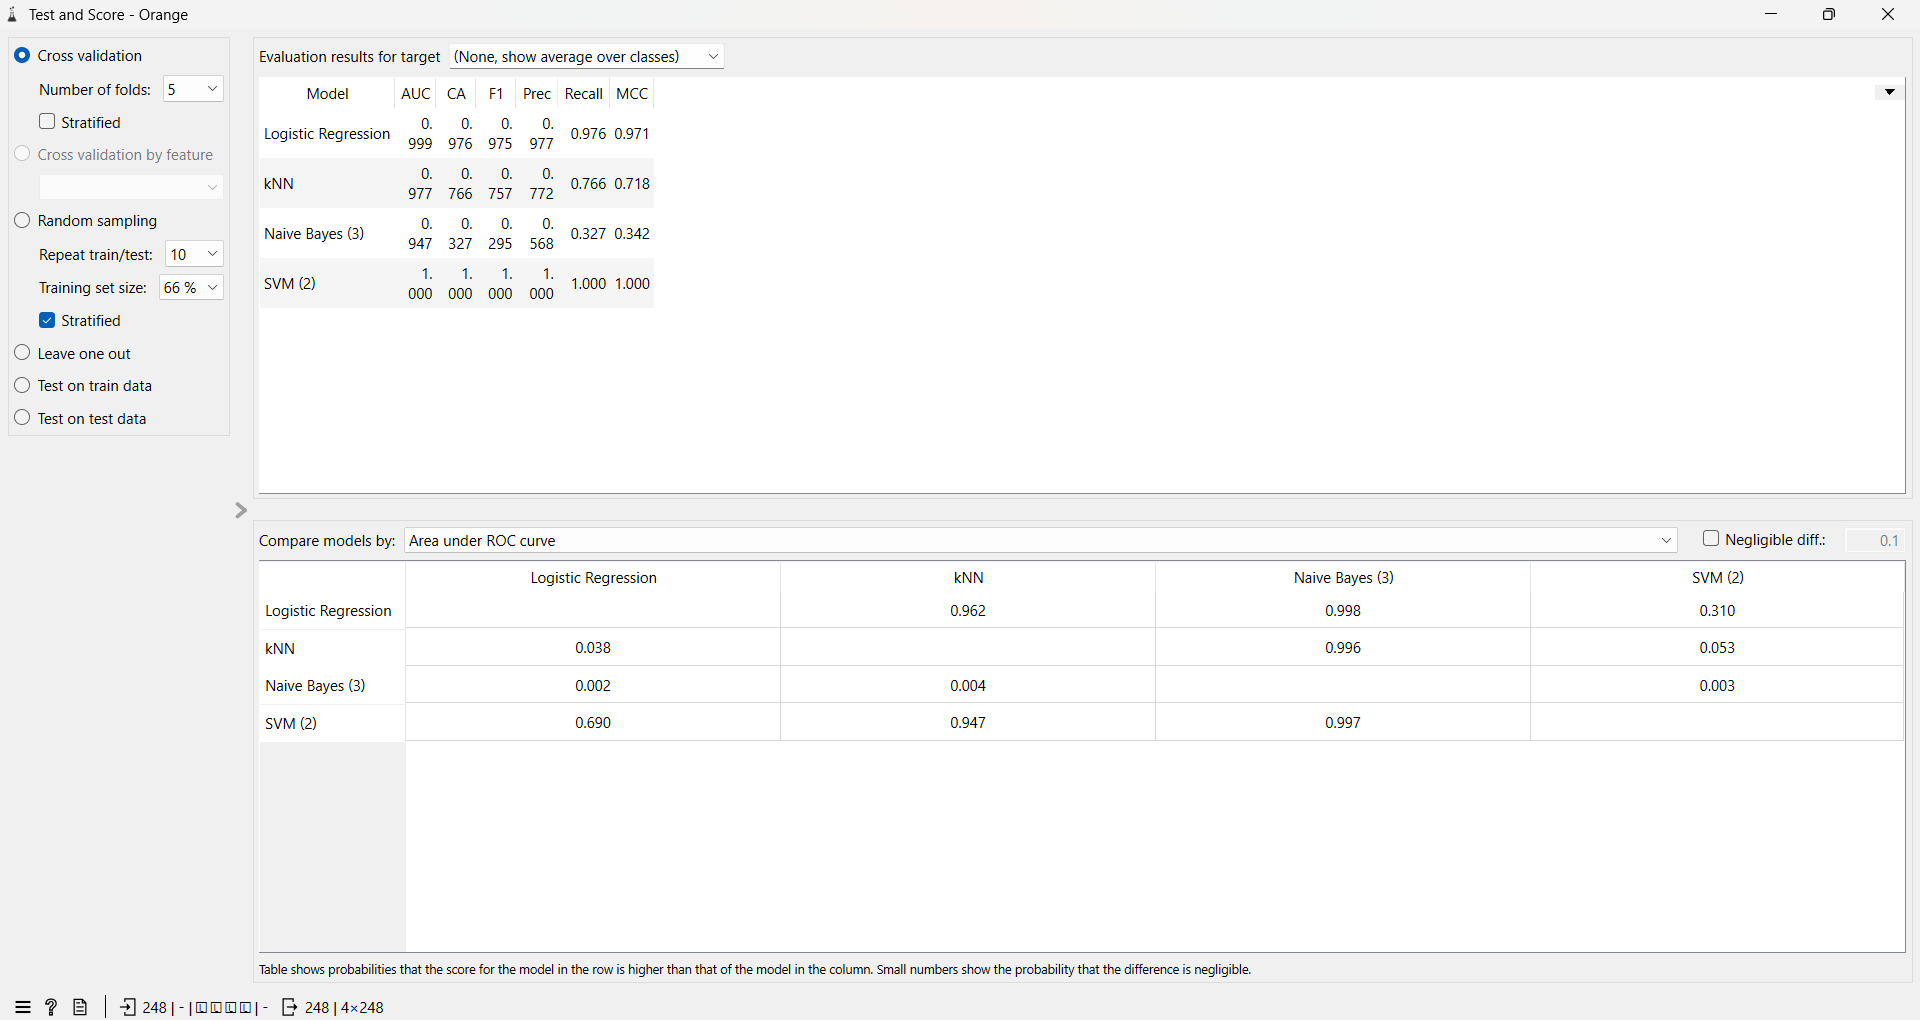 Test and Score - Orange
Cross validation
Number of folds: 5
Stratified
Cross validation by feature
Random sampling
Repeat train/test: 10
Training set size: 66 %
Stratified
Leave one out
Test on train data
Test on test data
Evaluation results for target (None, show average over classes)
Model AUC CA F1 Prec Recall MCC
Logistic Regression 0.999 0.976 0.975 0.977 0.976 0.971
kNN 0.977 0.766 0.757 0.772 0.766 0.718
Naive Bayes (3) 0.947 0.327 0.295 0.568 0.327 0.342
SVM (2) 1.000 1.000 1.000 1.000 1.000 1.000
Compare models by: Area under ROC curve Negligible diff.: 0.1
Logistic Regression kNN Naive Bayes (3) SVM (2)
Logistic Regression 0.962 0.998 0.310
kNN 0.038 0.996 0.053
Naive Bayes (3) 0.002 0.004 0.003
SVM (2) 0.690 0.947 0.997
Table shows probabilities that the score for the model in the row is higher than that of the model in the column. Small numbers show the probability that the difference is negligible.
248 | - | | - 248 | 4×248